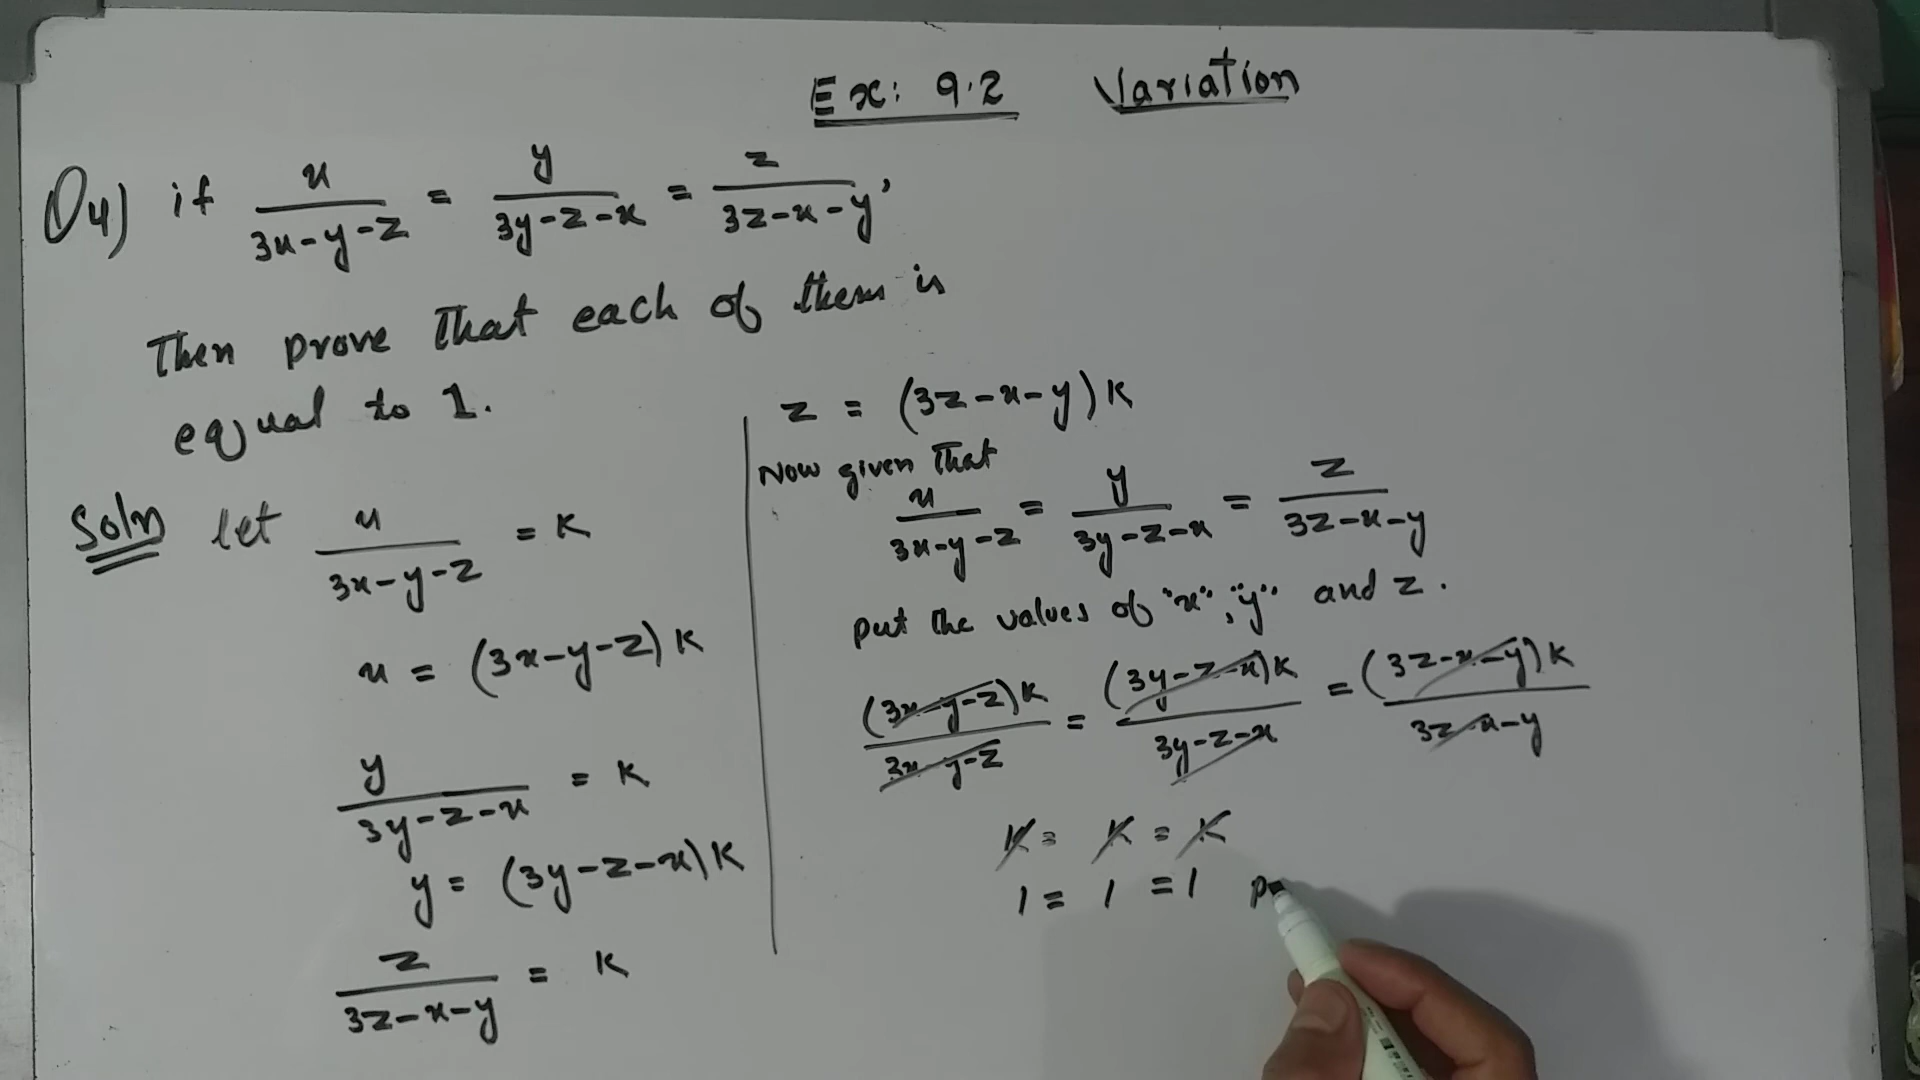 Ex: 9.2 Variation
Q4) if x/(3x-y-z) = y/(3y-z-x) = z/(3z-x-y),
Then prove that each of them is
equal to 1.
Soln let x/(3x-y-z) = K
x = (3x-y-z)K
y/(3y-z-x) = K
y = (3y-z-x)K
z/(3z-x-y) = K
z = (3z-x-y)K
Now given that
x/(3x-y-z) = y/(3y-z-x) = z/(3z-x-y)
put the values of "x", "y" and z.
(3x-y-z)K/(3x-y-z) = (3y-z-x)K/(3y-z-x) = (3z-x-y)K/(3z-x-y)
K = K = K
1 = 1 = 1 p